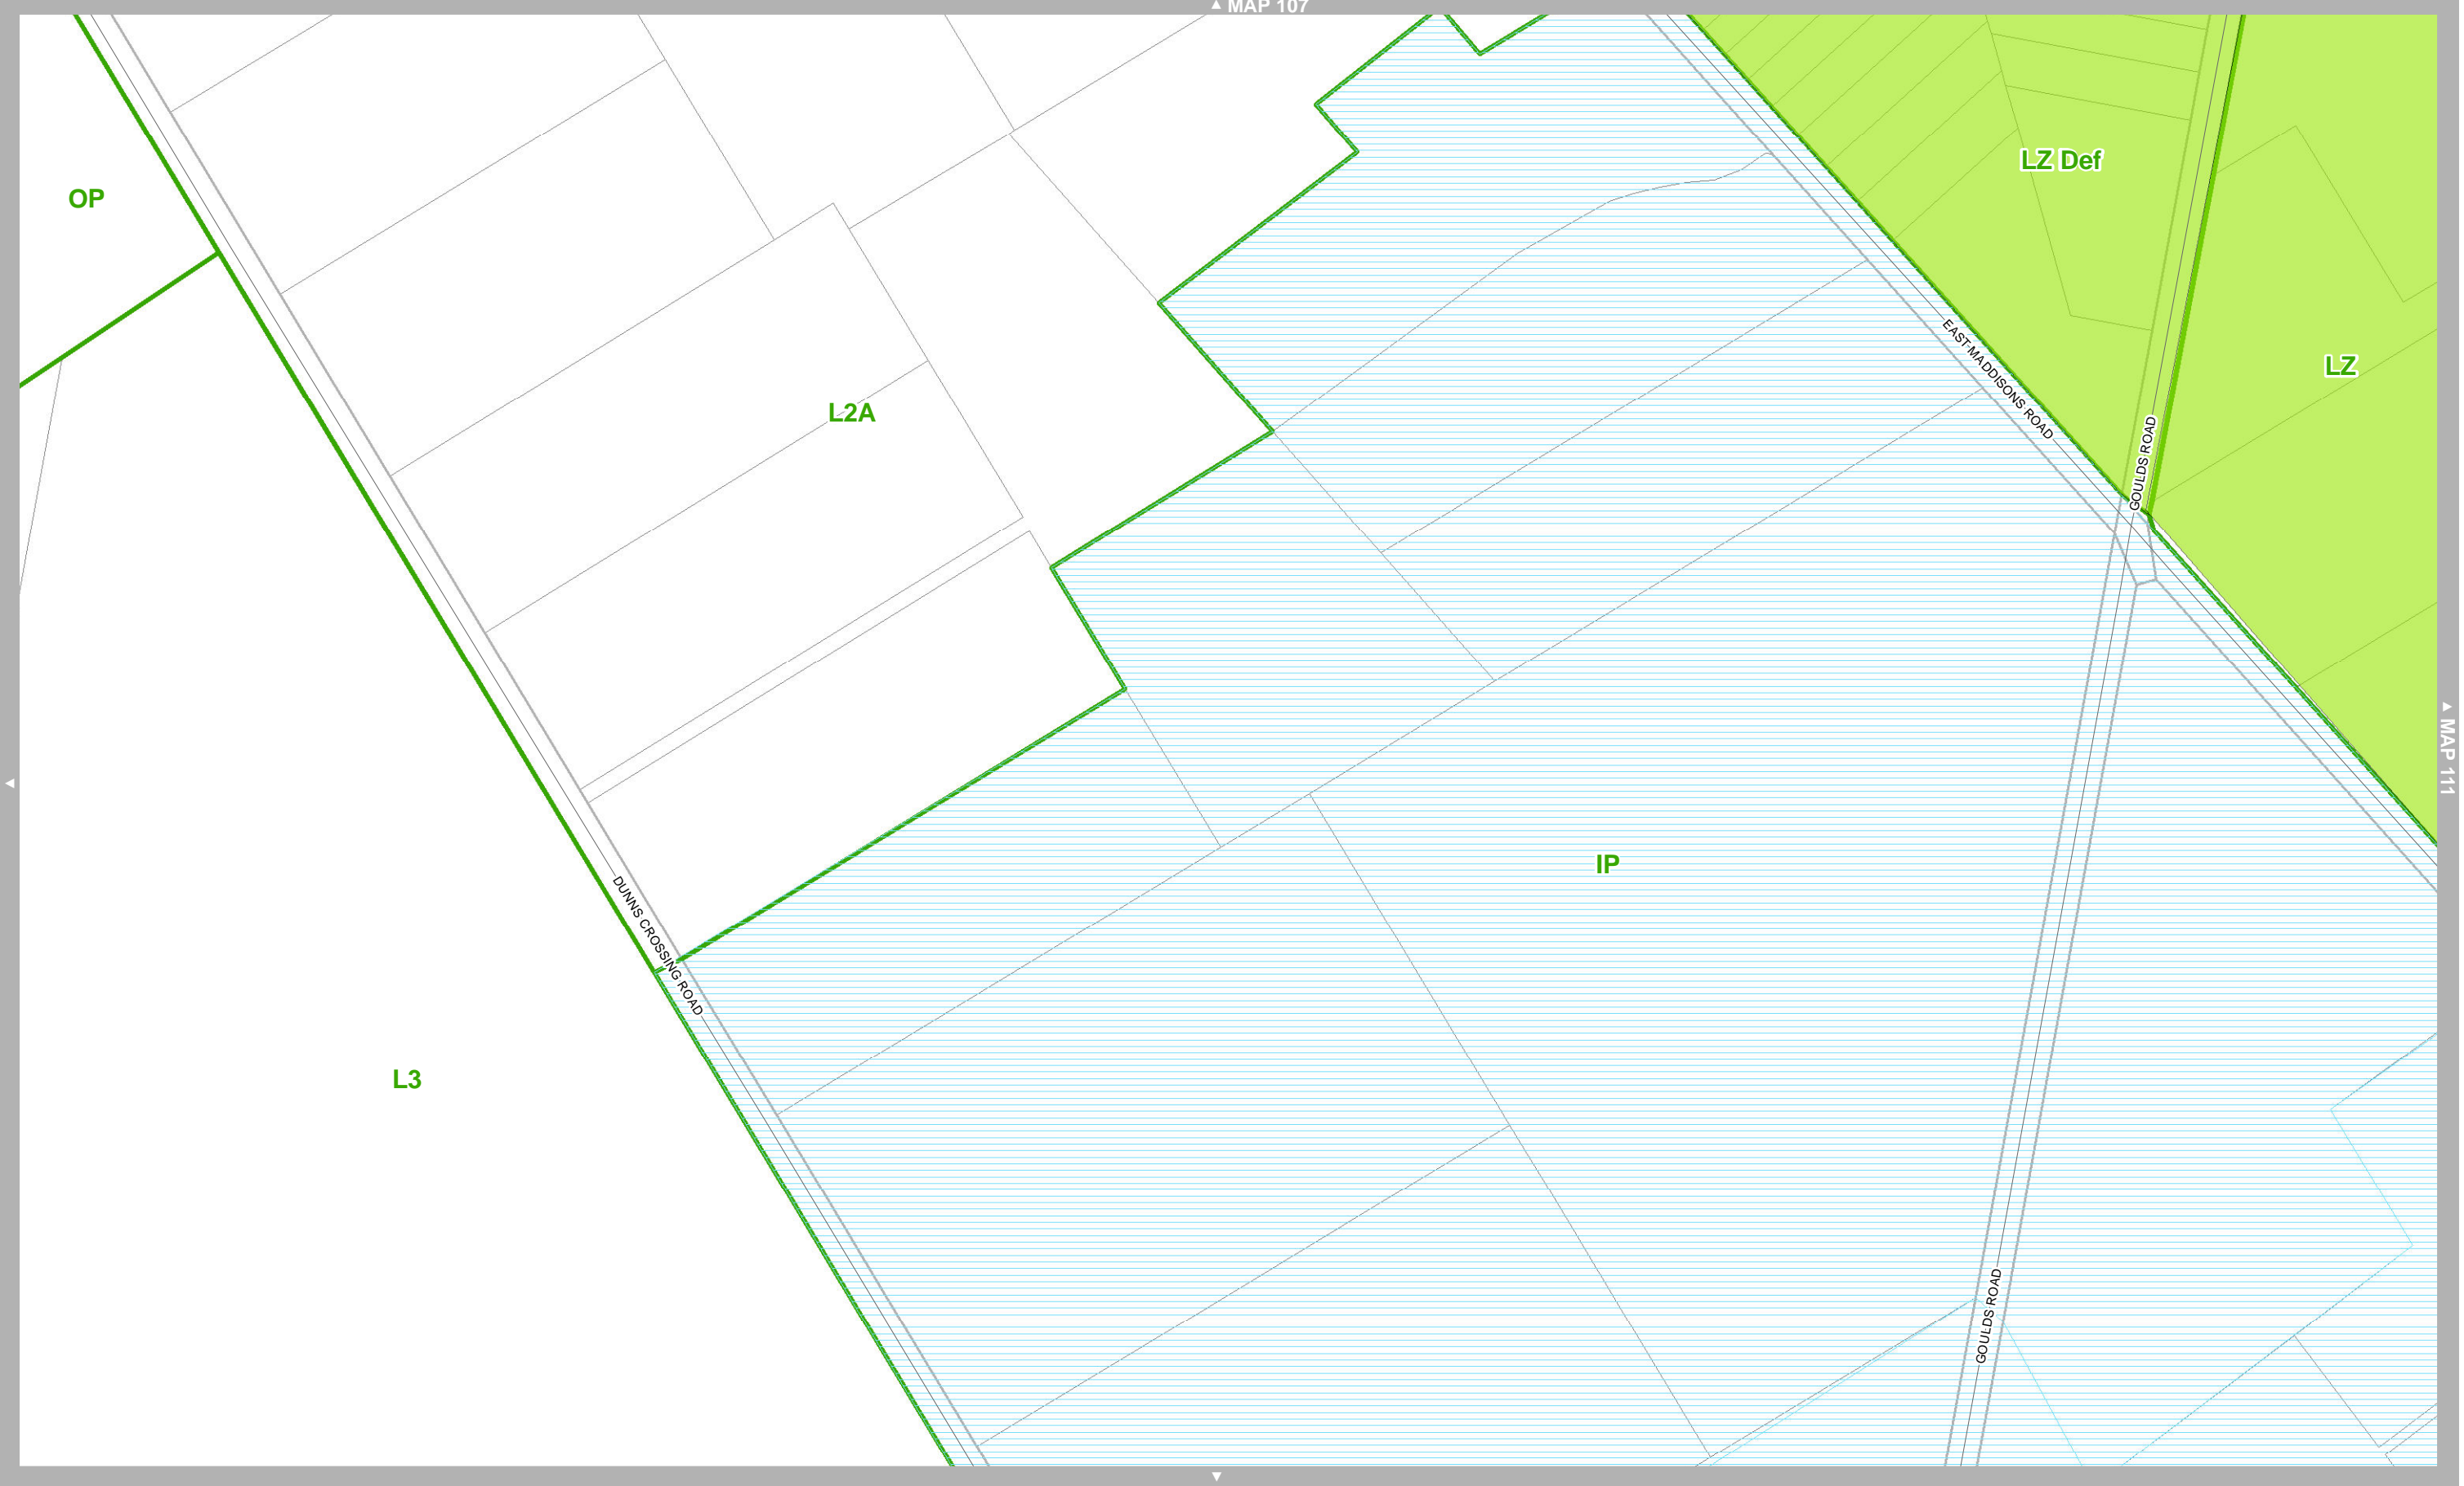 ▲ MAP 107
LZ Def
OP
EAST MADDISONS ROAD
LZ
L2A
GOULDS ROAD
▲ MAP 111
IP
DUNNS CROSSING ROAD
L3
GOULDS ROAD